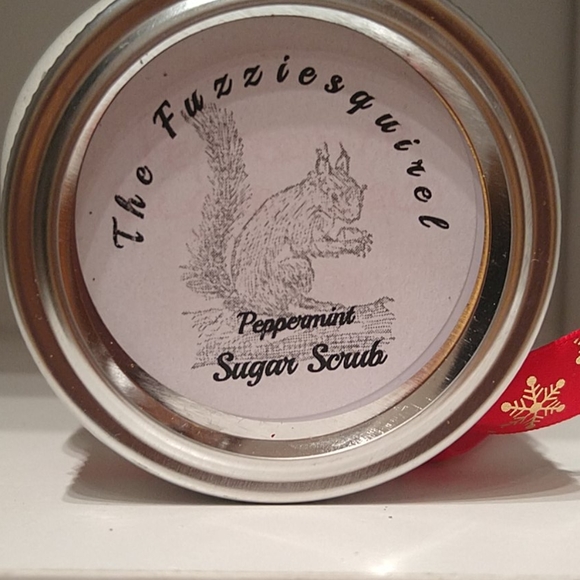 The Fuzziesquirel
Peppermint
Sugar Scrub